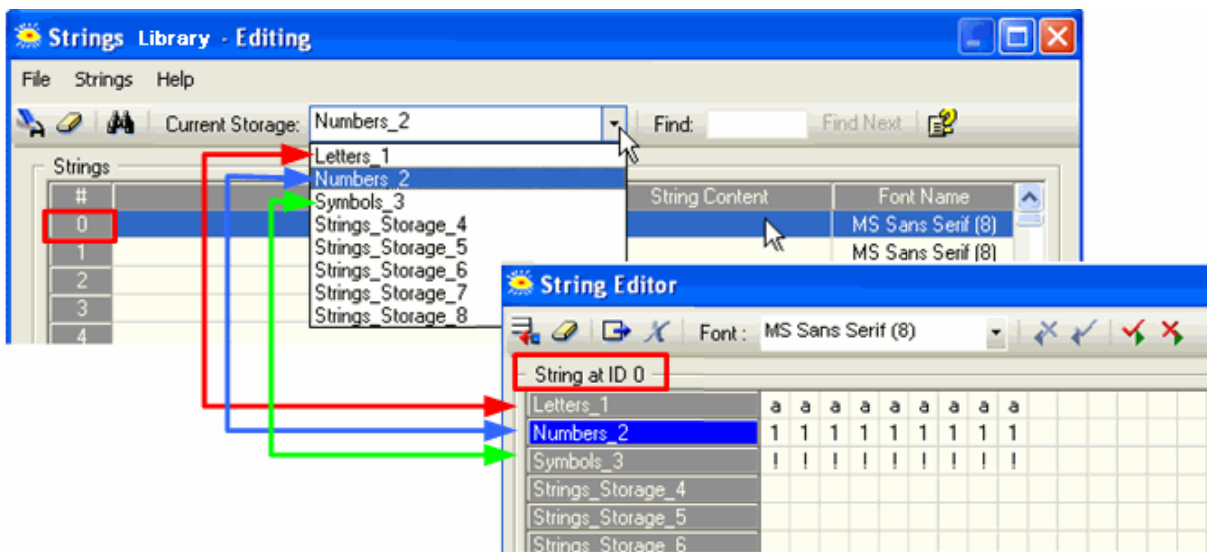 Strings Library - Editing
File Strings Help
Current Storage: Numbers_2 Find: Find Next
Letters_1
Numbers_2
Symbols_3
Strings_Storage_4
Strings_Storage_5
Strings_Storage_6
Strings_Storage_7
Strings_Storage_8
Strings
# String Content Font Name
0 MS Sans Serif (8)
1 MS Sans Serif (8)
2
3
4
String Editor
Font: MS Sans Serif (8)
String at ID 0
Letters_1 a a a a a a a a a
Numbers_2 1 1 1 1 1 1 1 1 1
Symbols_3 ! ! ! ! ! ! ! ! !
Strings_Storage_4
Strings_Storage_5
Strings_Storage_6